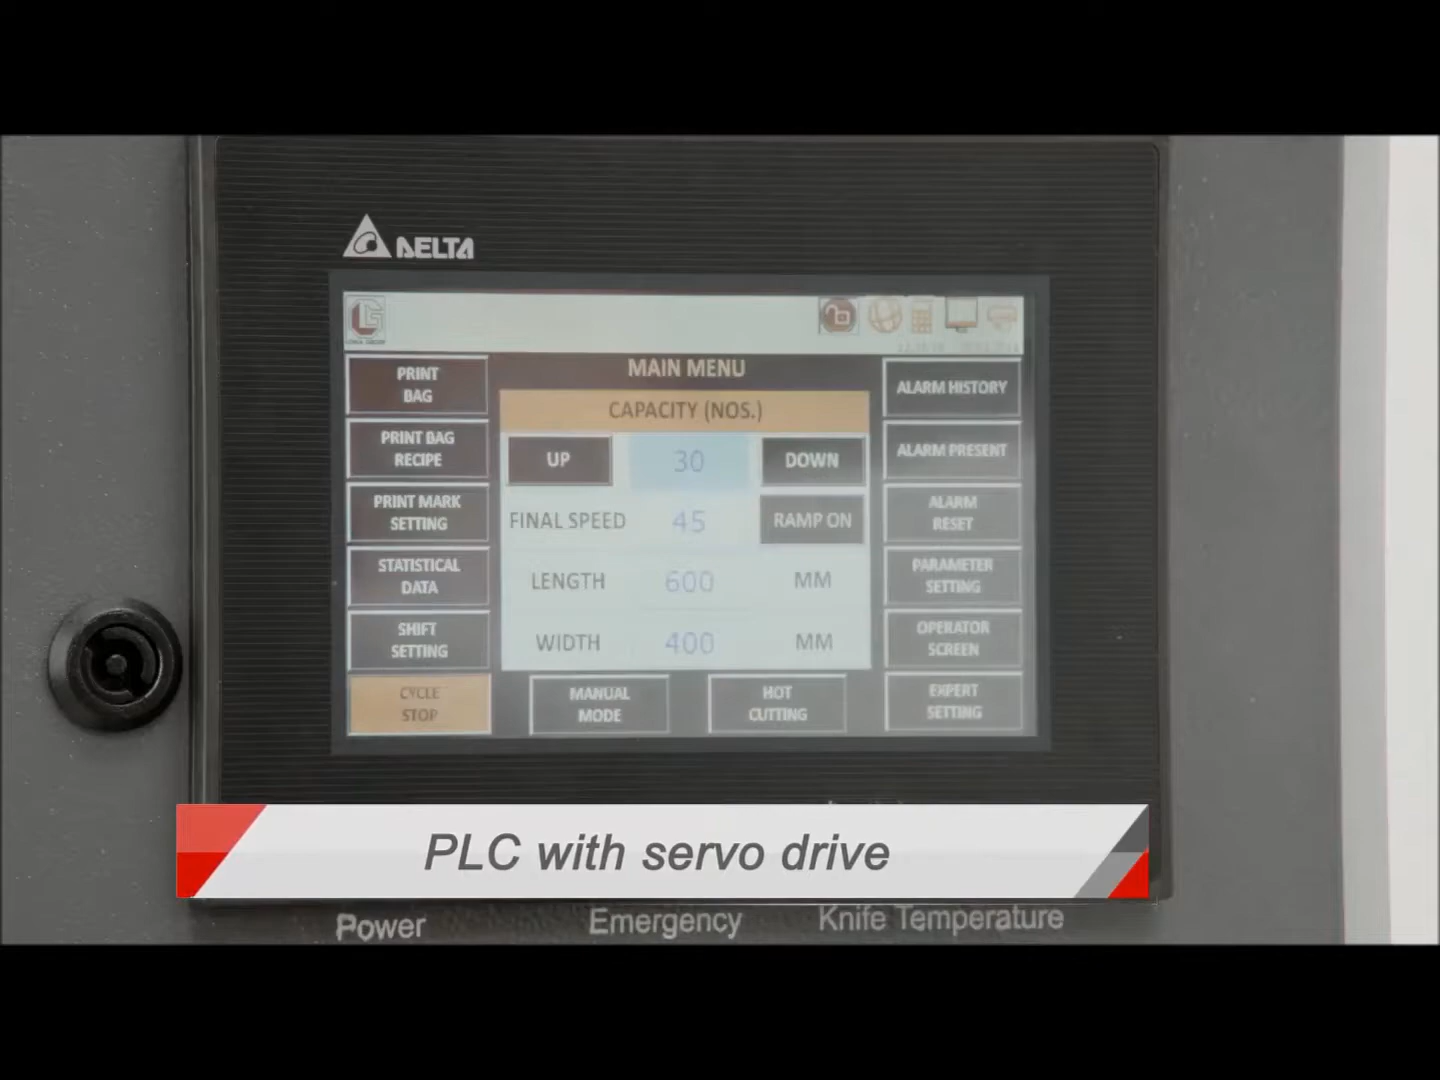 DELTA
MAIN MENU
PRINT
BAG
PRINT BAG
RECIPE
PRINT MARK
SETTING
STATISTICAL
DATA
SHIFT
SETTING
CYCLE
STOP
CAPACITY (NOS.)
UP 30 DOWN
FINAL SPEED 45 RAMP ON
LENGTH 600 MM
WIDTH 400 MM
MANUAL
MODE
HOT
CUTTING
ALARM HISTORY
ALARM PRESENT
ALARM
RESET
PARAMETER
SETTING
OPERATOR
SCREEN
EXPERT
SETTING
PLC with servo drive
Power
Emergency
Knife Temperature